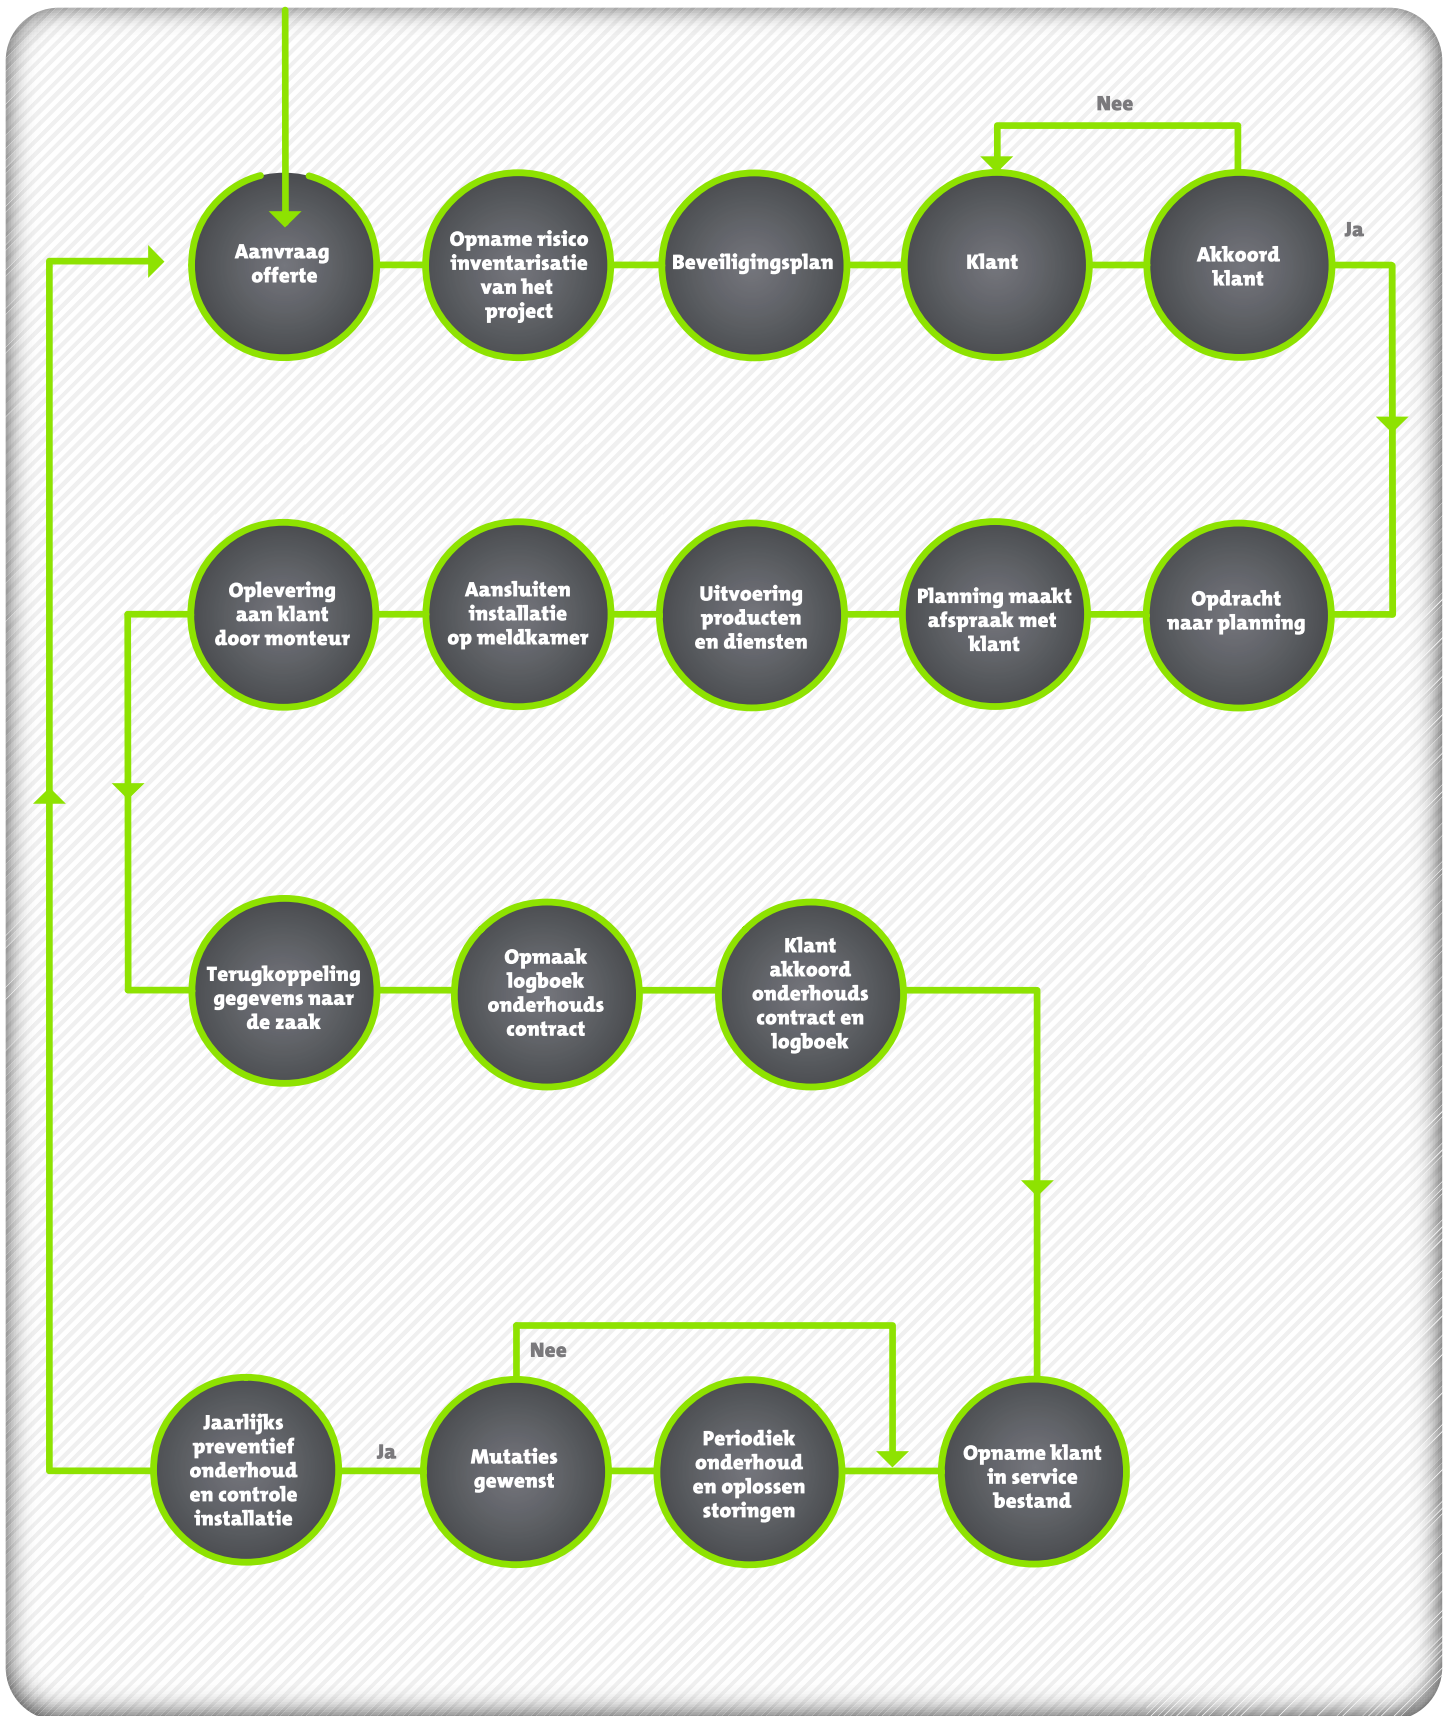 Nee
Aanvraag
offerte
Opname risico
inventarisatie
van het
project
Beveiligingsplan
Klant
Akkoord
klant
Ja
Oplevering
aan klant
door monteur
Aansluiten
installatie
op meldkamer
Uitvoering
producten
en diensten
Planning maakt
afspraak met
klant
Opdracht
naar planning
Terugkoppeling
gegevens naar
de zaak
Opmaak
logboek
onderhouds
contract
Klant
akkoord
onderhouds
contract en
logboek
Nee
Jaarlijks
preventief
onderhoud
en controle
installatie
Ja
Mutaties
gewenst
Periodiek
onderhoud
en oplossen
storingen
Opname klant
in service
bestand